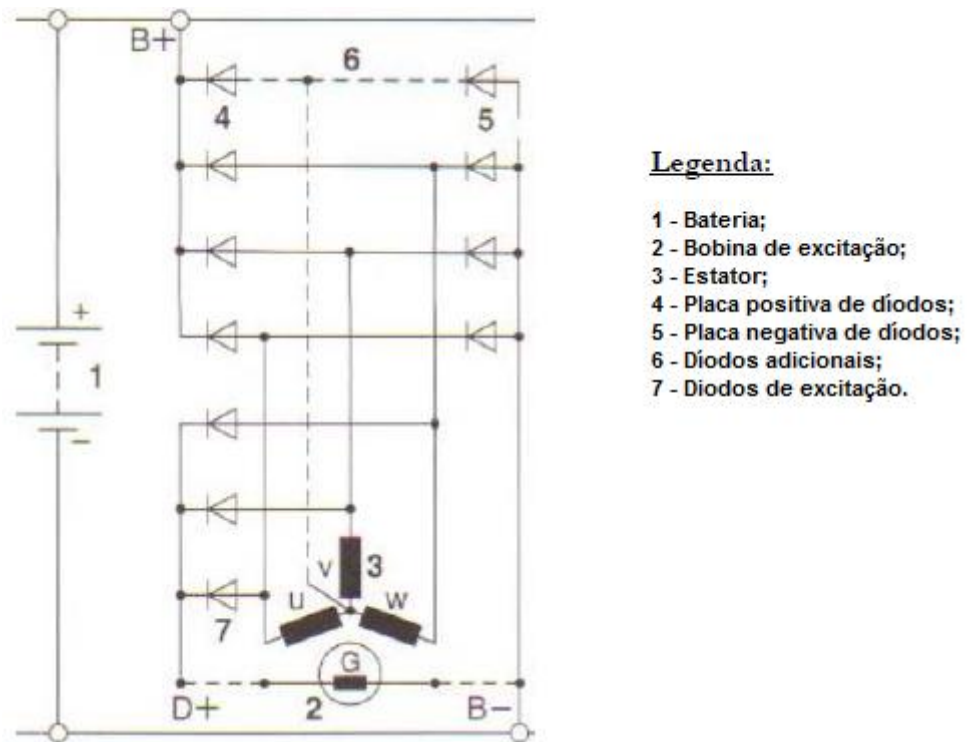 B+
6
4
5
+
1
−
v 3
u w
7
G
D+ 2 B−
Legenda:
1 - Bateria;
2 - Bobina de excitação;
3 - Estator;
4 - Placa positiva de díodos;
5 - Placa negativa de díodos;
6 - Díodos adicionais;
7 - Diodos de excitação.